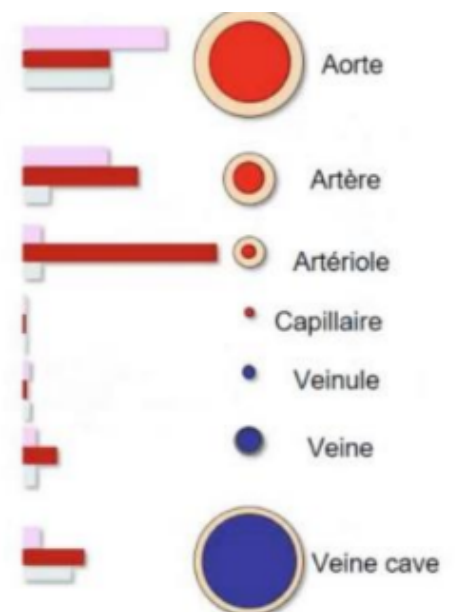 Aorte
Artère
Artériole
Capillaire
Veinule
Veine
Veine cave